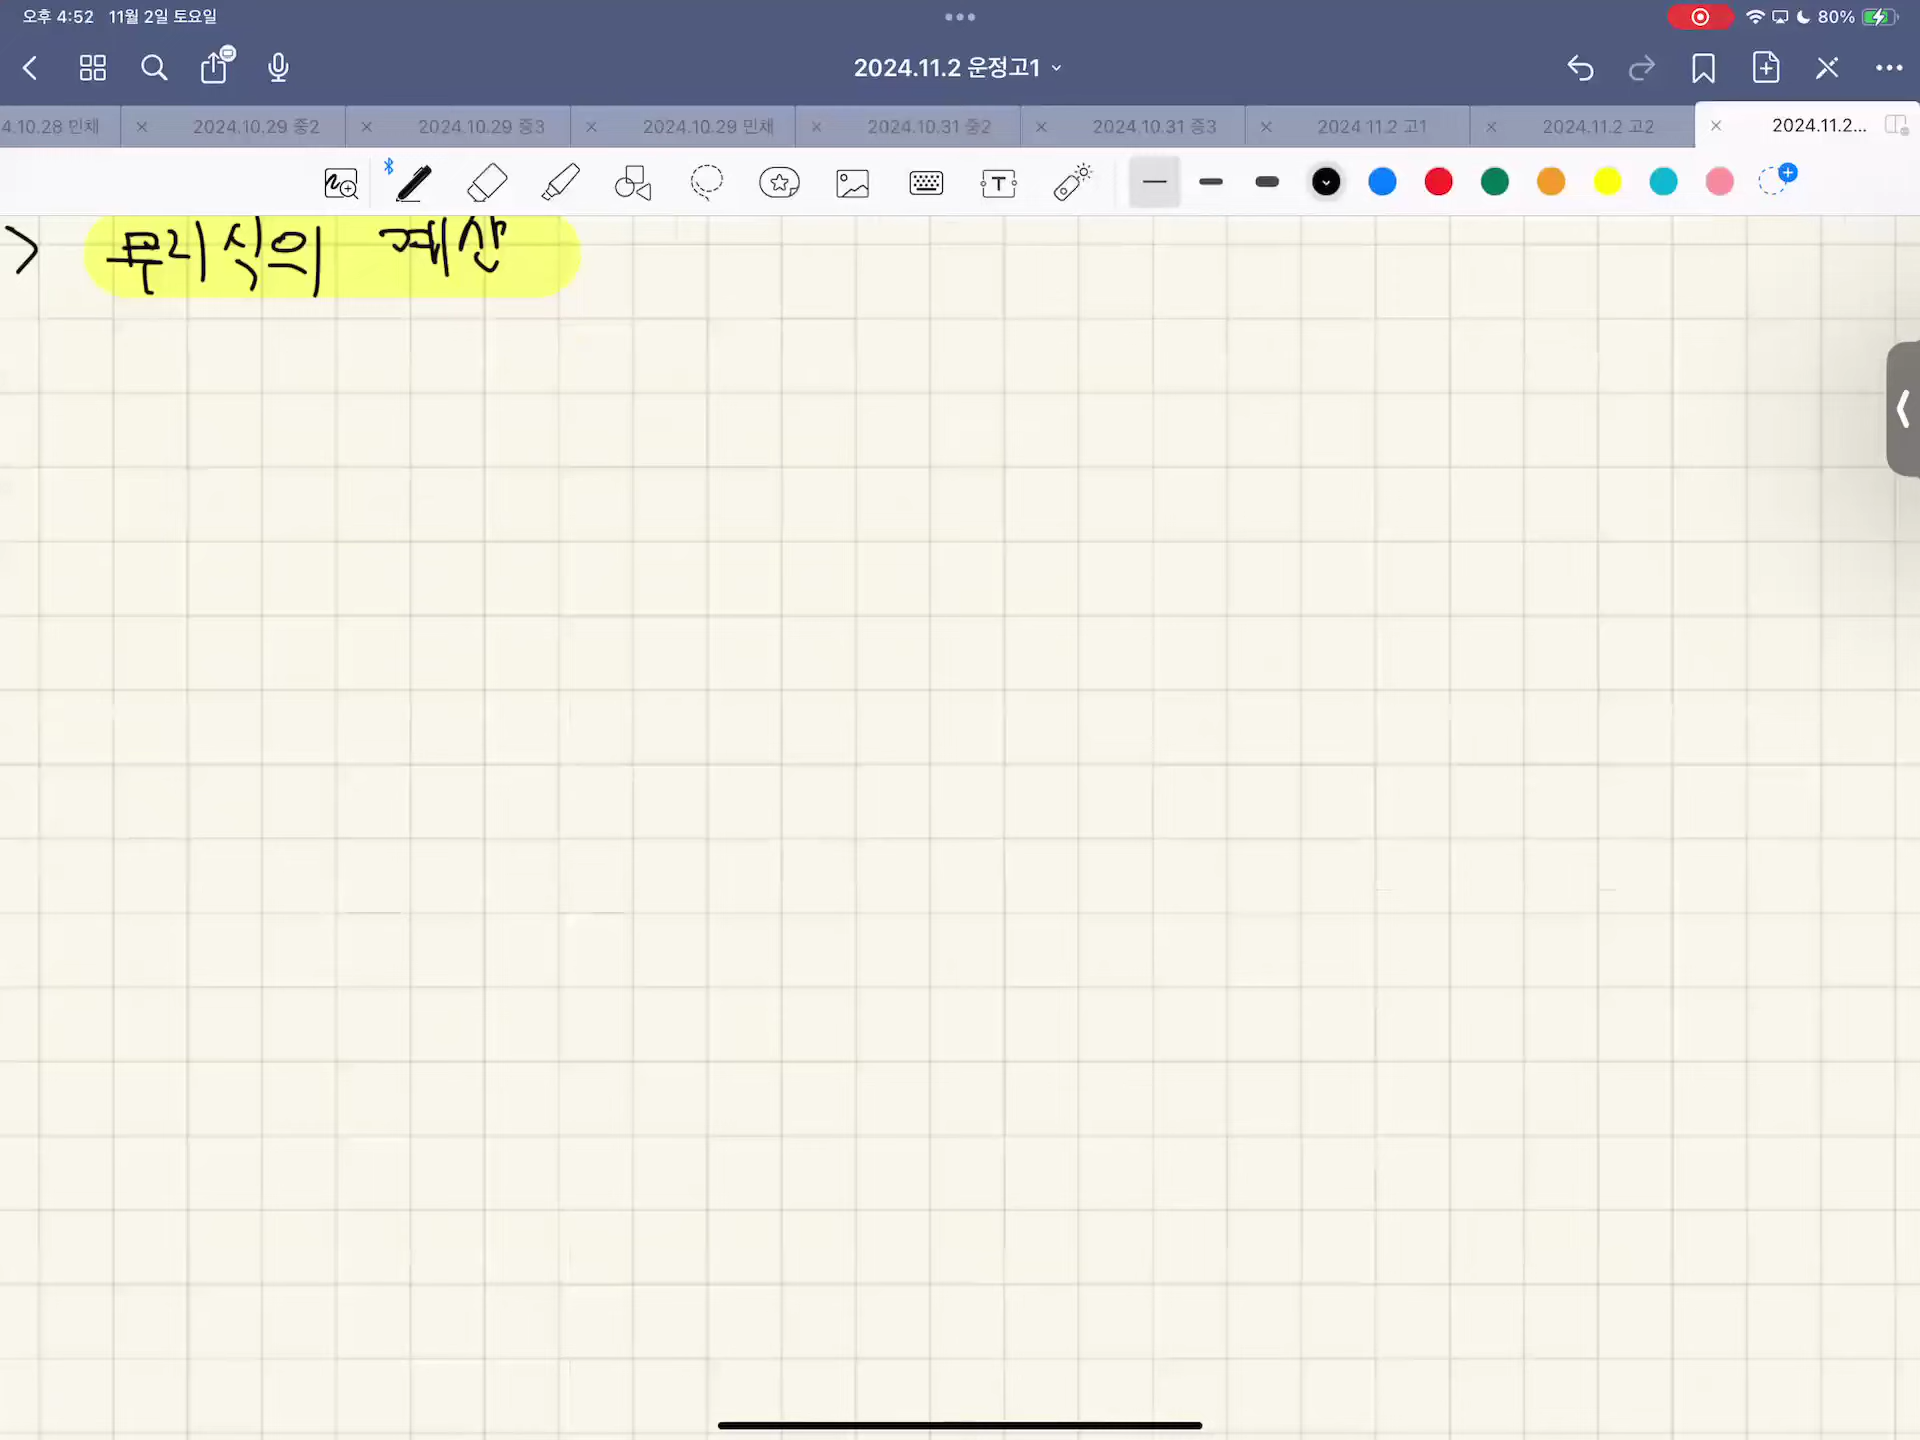 오후 4:52 11월 2일 토요일 80%
2024.11.2 운정고1
4.10.28 민채 2024.10.29 중2 2024.10.29 중3 2024.10.29 민채 2024.10.31 중2 2024.10.31 중3 2024.11.2 고1 2024.11.2 고2 2024.11.2...
T
> 무리식의 계산